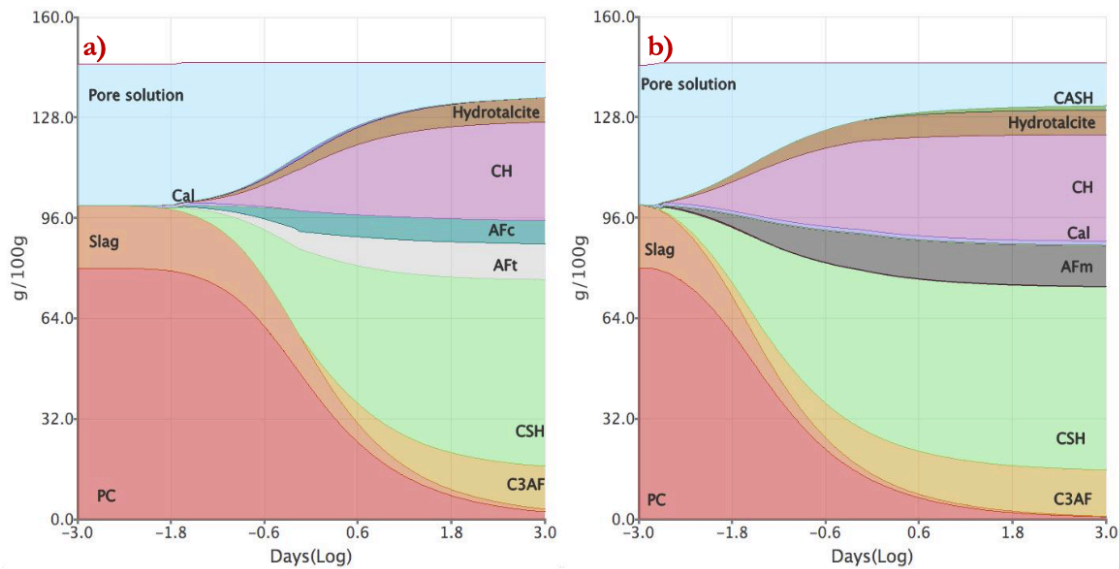 a)
160.0
128.0
96.0
64.0
32.0
0.0
g/100g
Pore solution
Hydrotalcite
CH
Cal
AFc
Slag
AFt
CSH
C3AF
PC
−3.0 −1.8 −0.6 0.6 1.8 3.0
Days(Log)
b)
160.0
128.0
96.0
64.0
32.0
0.0
g/100g
Pore solution
CASH
Hydrotalcite
CH
Cal
Slag
AFm
CSH
C3AF
PC
−3.0 −1.8 −0.6 0.6 1.8 3.0
Days(Log)